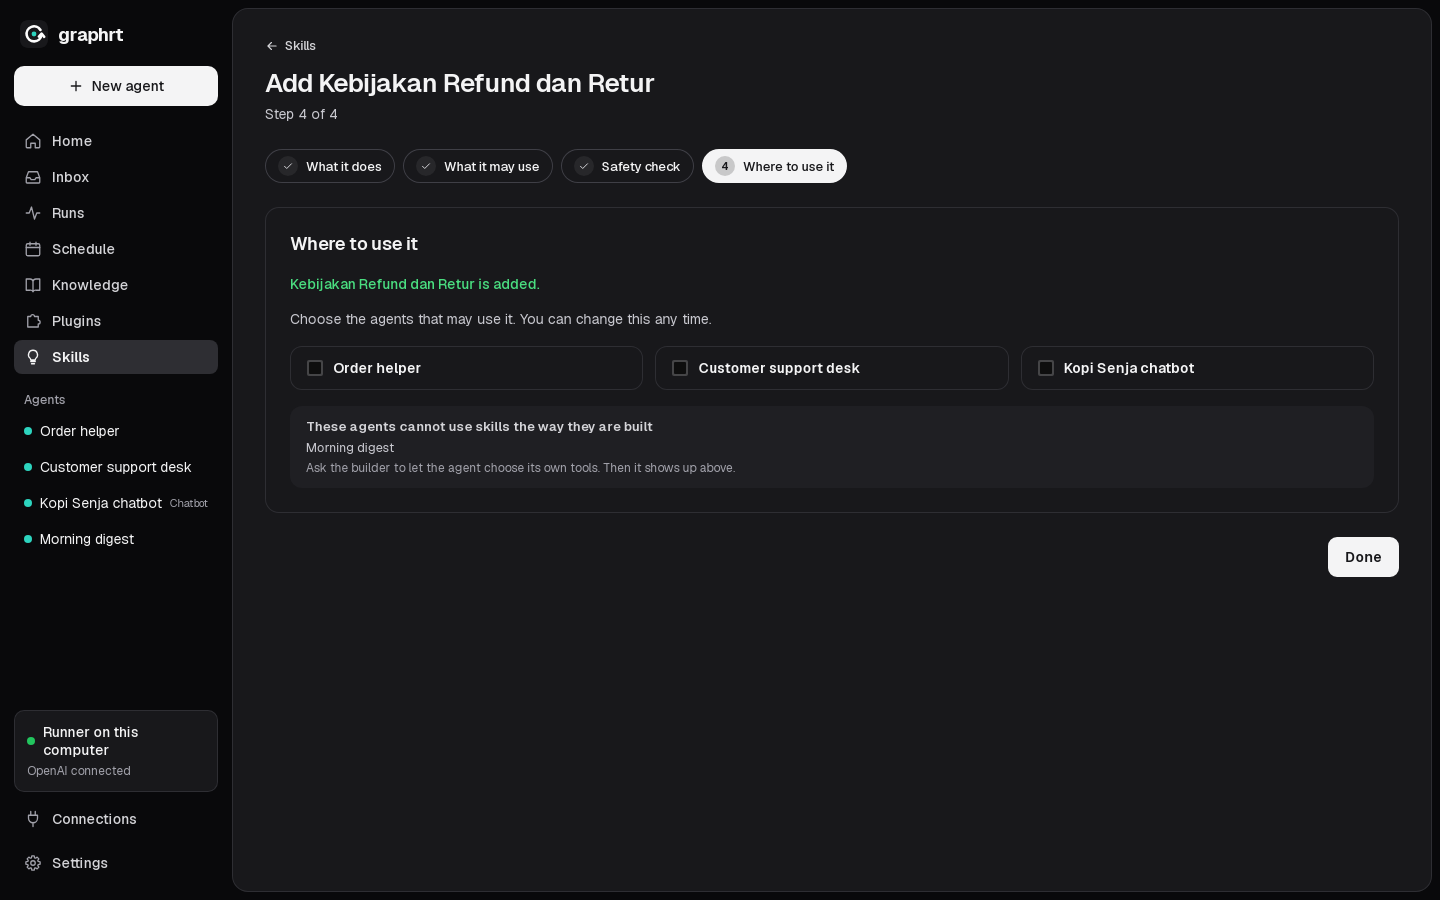 graphrt
New agent
Home
Inbox
Runs
Schedule
Knowledge
Plugins
Skills
Agents
Order helper
Customer support desk
Kopi Senja chatbot Chatbot
Morning digest
Runner on this
computer
OpenAI connected
Connections
Settings
Skills
Add Kebijakan Refund dan Retur
Step 4 of 4
What it does
What it may use
Safety check
4 Where to use it
Where to use it
Kebijakan Refund dan Retur is added.
Choose the agents that may use it. You can change this any time.
Order helper
Customer support desk
Kopi Senja chatbot
These agents cannot use skills the way they are built
Morning digest
Ask the builder to let the agent choose its own tools. Then it shows up above.
Done